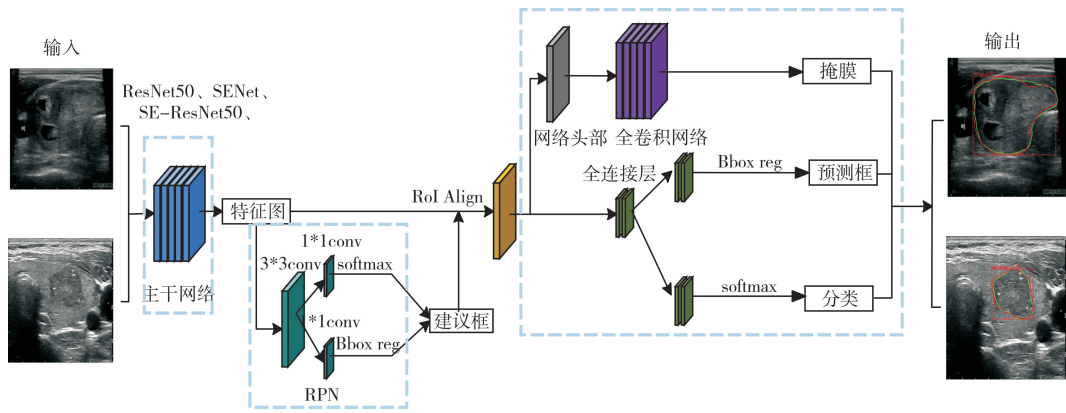 输入
ResNet50、SENet、
SE-ResNet50、
主干网络
特征图
RoI Align
1*1conv
3*3conv
softmax
*1conv
Bbox reg
RPN
建议框
网络头部
全卷积网络
掩膜
全连接层
Bbox reg
预测框
softmax
分类
输出